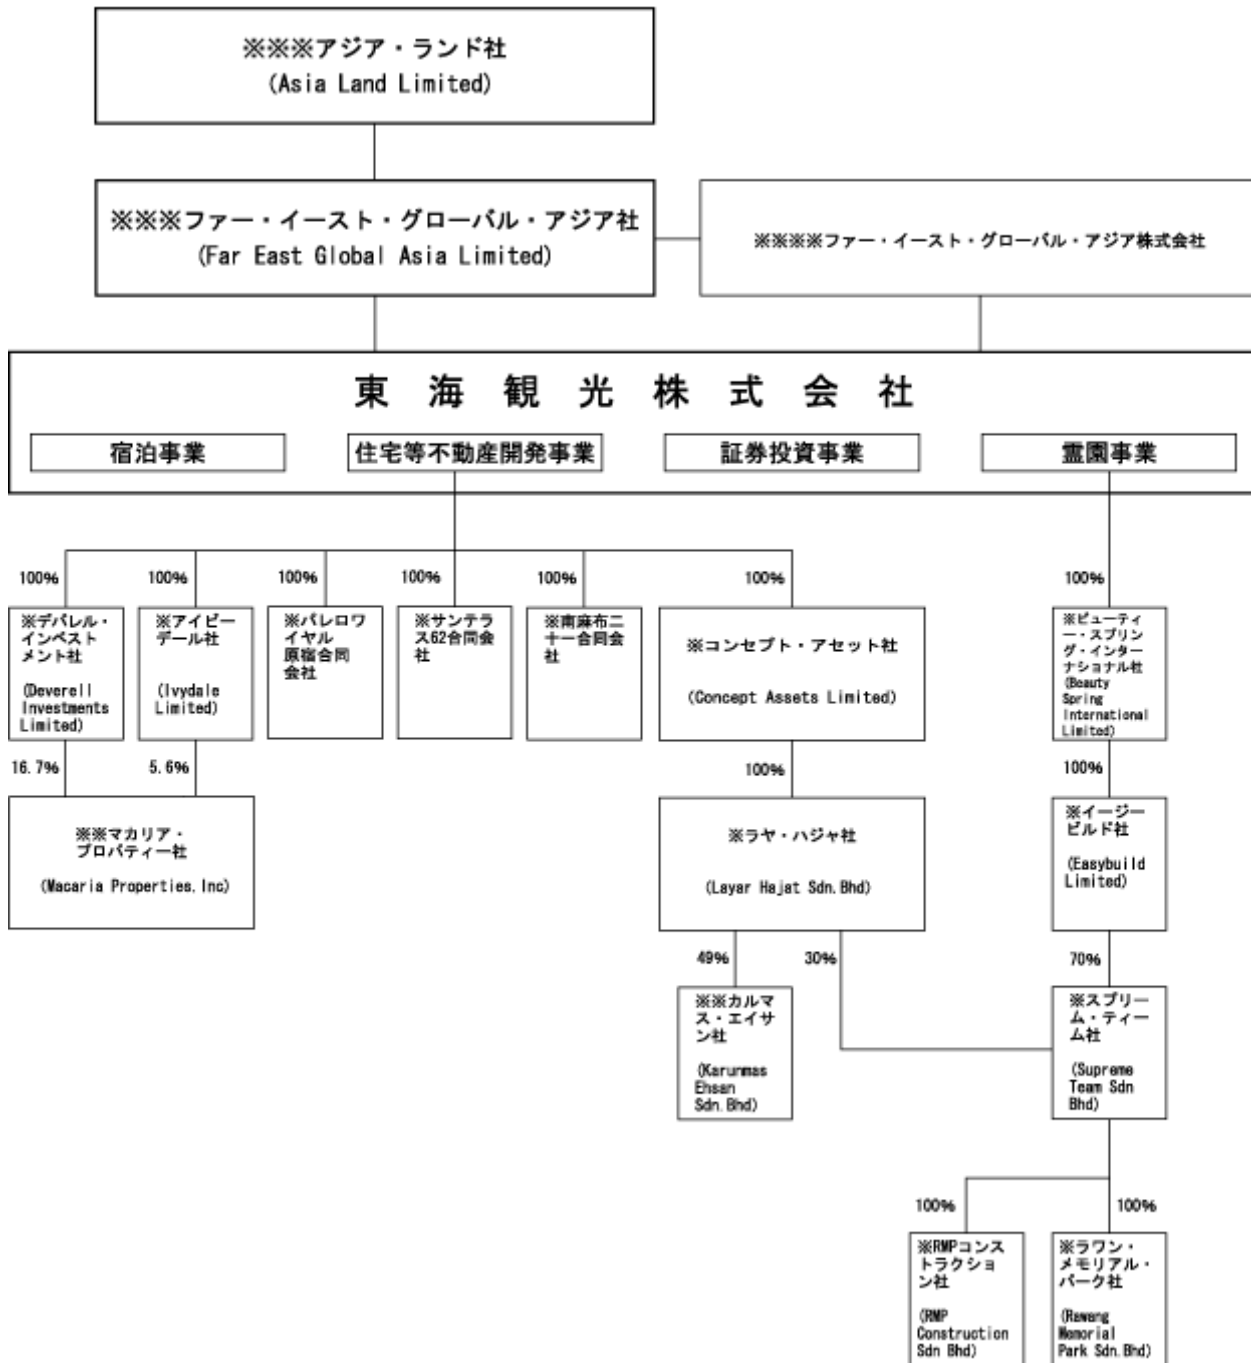 ※※※アジア・ランド社
(Asia Land Limited)
※※※ファー・イースト・グローバル・アジア社
(Far East Global Asia Limited)
※※※※ファー・イースト・グローバル・アジア株式会社
東海観光株式会社
宿泊事業
住宅等不動産開発事業
証券投資事業
霊園事業
100%
100%
100%
100%
100%
100%
100%
※デバレル・
インベスト
メント社
(Deverell
Investments
Limited)
※アイビー
デール社
(Ivydale
Limited)
※パレロワ
イヤル
原宿合同
会社
※サンテラ
ス62合同会
社
※南麻布二
十一合同会
社
※コンセプト・アセット社
(Concept Assets Limited)
※ビューティ
ー・スプリン
グ・インター
ナショナル社
(Beauty
Spring
International
Limited)
16.7%
5.6%
100%
100%
※※マカリア・
プロパティー社
(Macaria Properties.Inc)
※ラヤ・ハジャ社
(Layar Hajat Sdn.Bhd)
※イージー
ビルド社
(Easybuild
Limited)
49%
30%
70%
※※カルマ
ス・エイサ
ン社
(Karunmas
Ehsan
Sdn.Bhd)
※スプリー
ム・ティー
ム社
(Supreme
Team Sdn
Bhd)
100%
100%
※RMPコンス
トラクショ
ン社
(RMP
Construction
Sdn Bhd)
※ラワン・
メモリアル・
パーク社
(Rawang
Memorial
Park Sdn.Bhd)